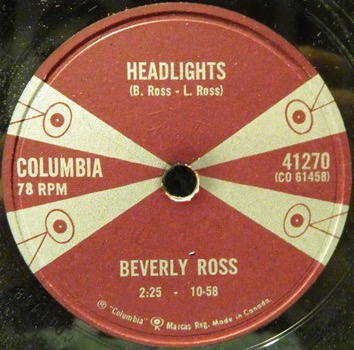 HEADLIGHTS
(B. Ross - L. Ross)
COLUMBIA
78 RPM
41270
(CO 61458)
BEVERLY ROSS
2:25 - 10-58
® "Columbia" Marcas Reg. Made in Canada.